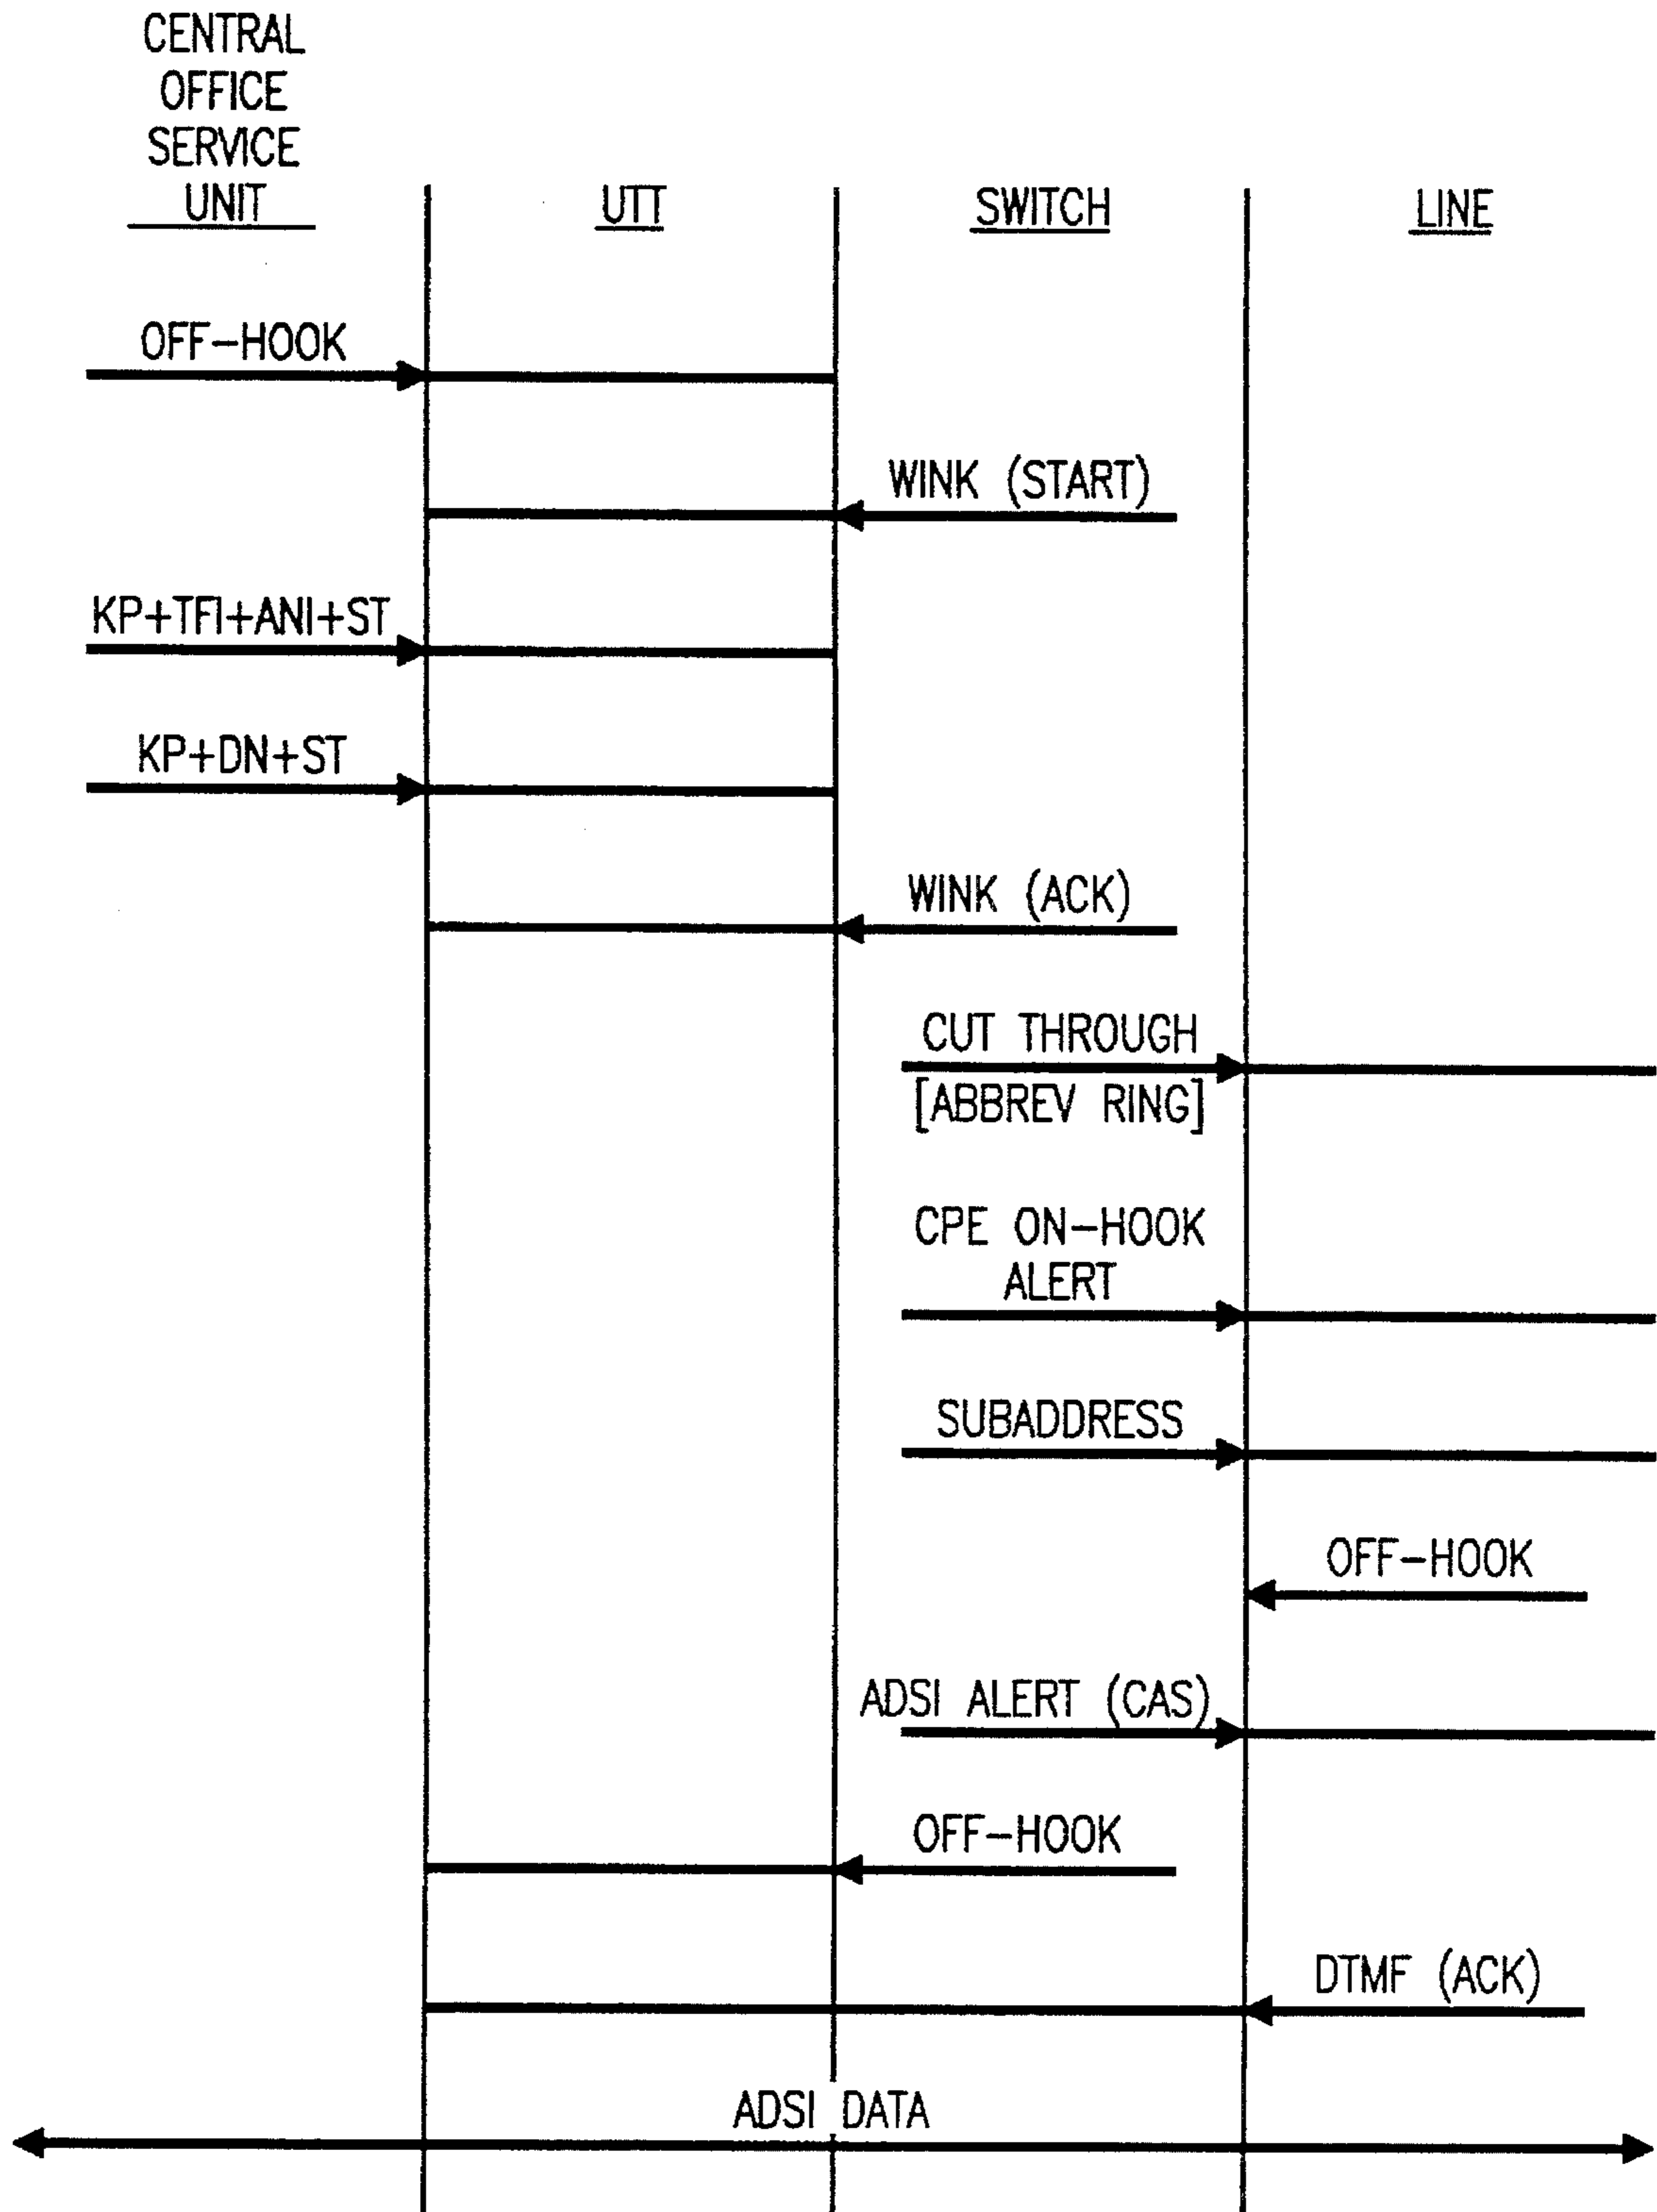 CENTRAL
OFFICE
SERVICE
UNIT
UTT
SWITCH
LINE
OFF-HOOK
WINK (START)
KP+TFI+ANI+ST
KP+DN+ST
WINK (ACK)
CUT THROUGH
[ABBREV RING]
CPE ON-HOOK
ALERT
SUBADDRESS
OFF-HOOK
ADSI ALERT (CAS)
OFF-HOOK
DTMF (ACK)
ADSI DATA